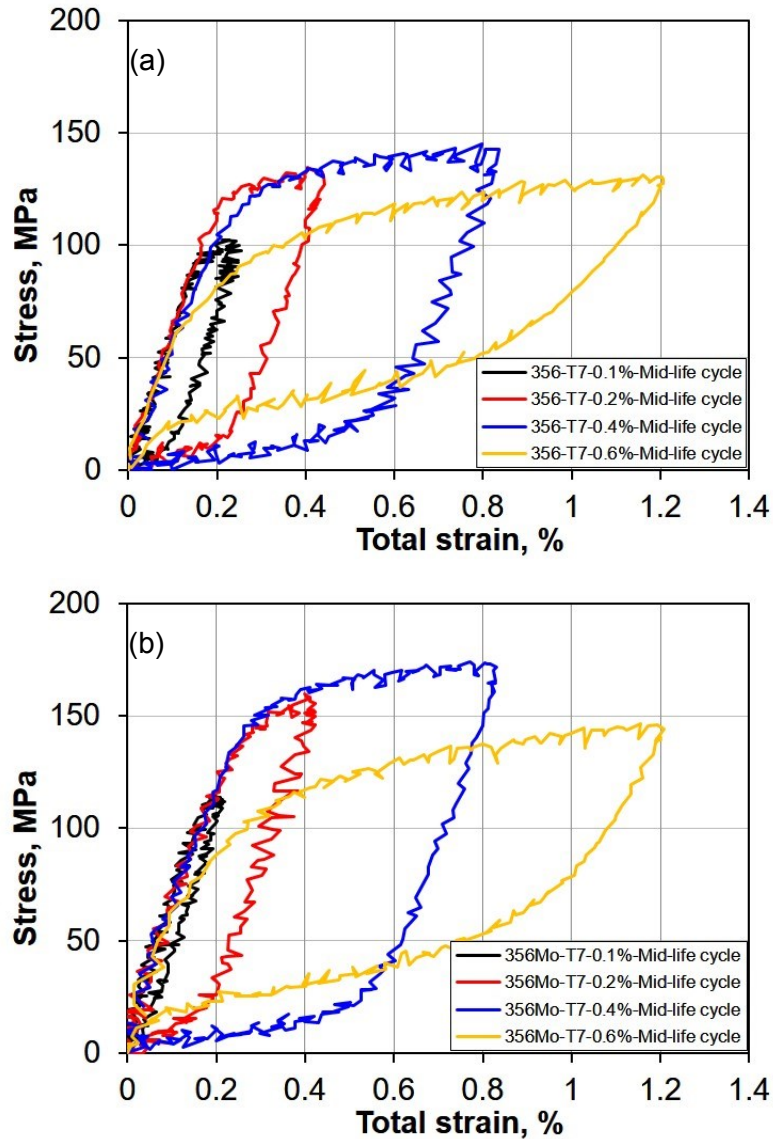 200
(a)
150
100
50
0
Stress, MPa
356-T7-0.1%-Mid-life cycle
356-T7-0.2%-Mid-life cycle
356-T7-0.4%-Mid-life cycle
356-T7-0.6%-Mid-life cycle
0 0.2 0.4 0.6 0.8 1 1.2 1.4
Total strain, %
200
(b)
150
100
50
0
Stress, MPa
356Mo-T7-0.1%-Mid-life cycle
356Mo-T7-0.2%-Mid-life cycle
356Mo-T7-0.4%-Mid-life cycle
356Mo-T7-0.6%-Mid-life cycle
0 0.2 0.4 0.6 0.8 1 1.2 1.4
Total strain, %